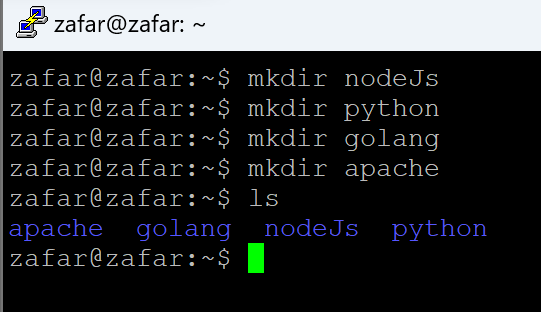 zafar@zafar: ~
zafar@zafar:~$ mkdir nodeJs
zafar@zafar:~$ mkdir python
zafar@zafar:~$ mkdir golang
zafar@zafar:~$ mkdir apache
zafar@zafar:~$ ls
apache  golang  nodeJs  python
zafar@zafar:~$